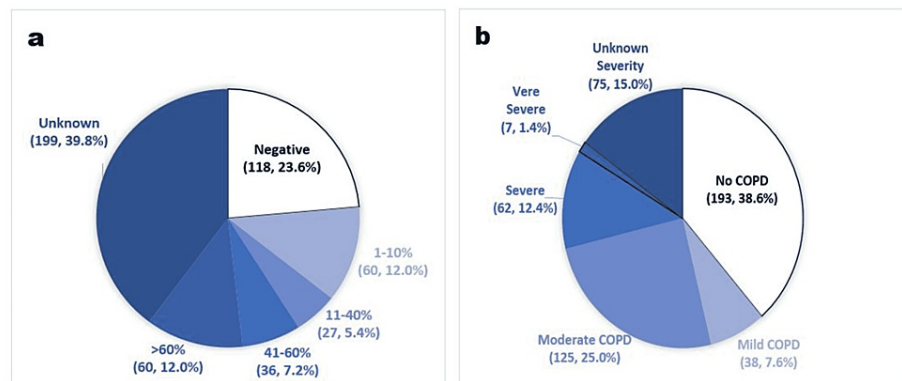 a
Unknown
(199, 39.8%)
Negative
(118, 23.6%)
1-10%
(60, 12.0%)
11-40%
(27, 5.4%)
41-60%
(36, 7.2%)
>60%
(60, 12.0%)
b
Unknown
Severity
(75, 15.0%)
Vere
Severe
(7, 1.4%)
Severe
(62, 12.4%)
No COPD
(193, 38.6%)
Moderate COPD
(125, 25.0%)
Mild COPD
(38, 7.6%)